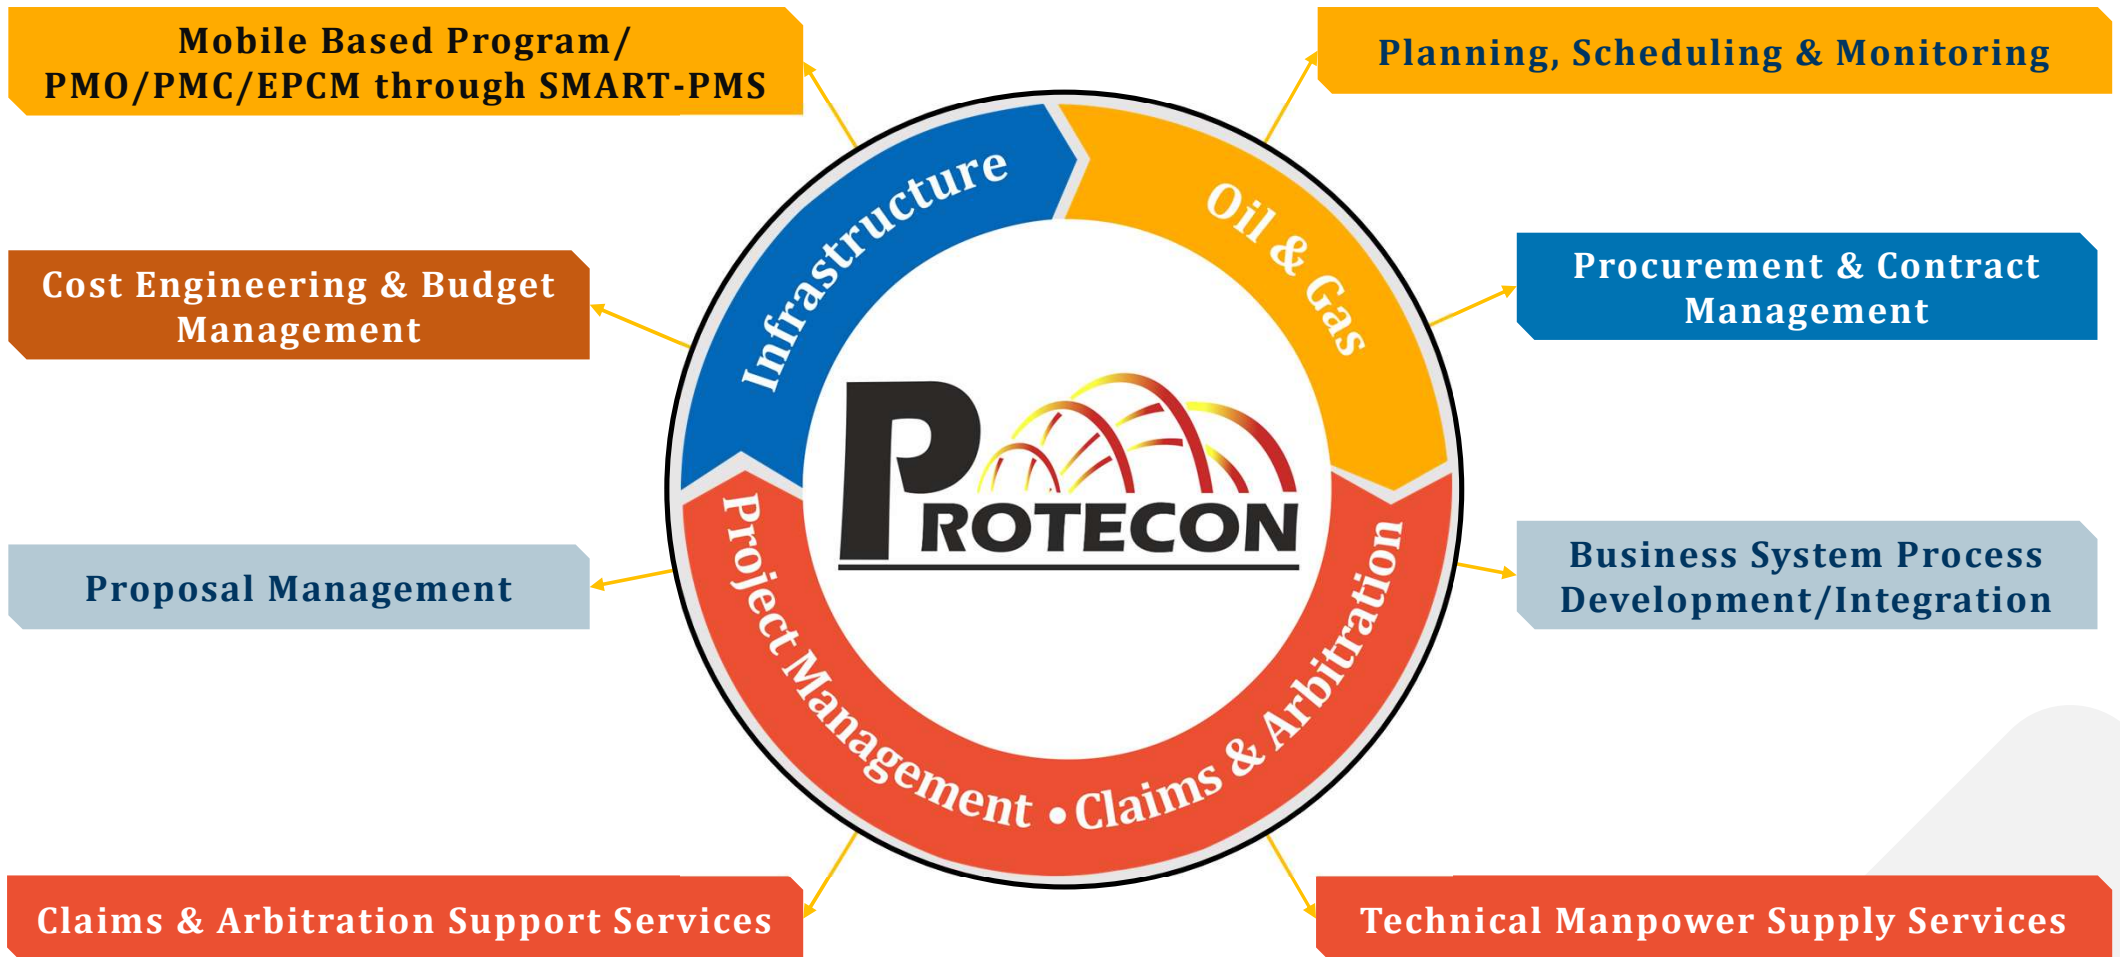 Mobile Based Program/
PMO/PMC/EPCM through SMART-PMS
Planning, Scheduling & Monitoring
Cost Engineering & Budget
Management
Procurement & Contract
Management
Proposal Management
Business System Process
Development/Integration
Claims & Arbitration Support Services
Technical Manpower Supply Services
Infrastructure
Oil & Gas
Project Management • Claims & Arbitration
PROTECON